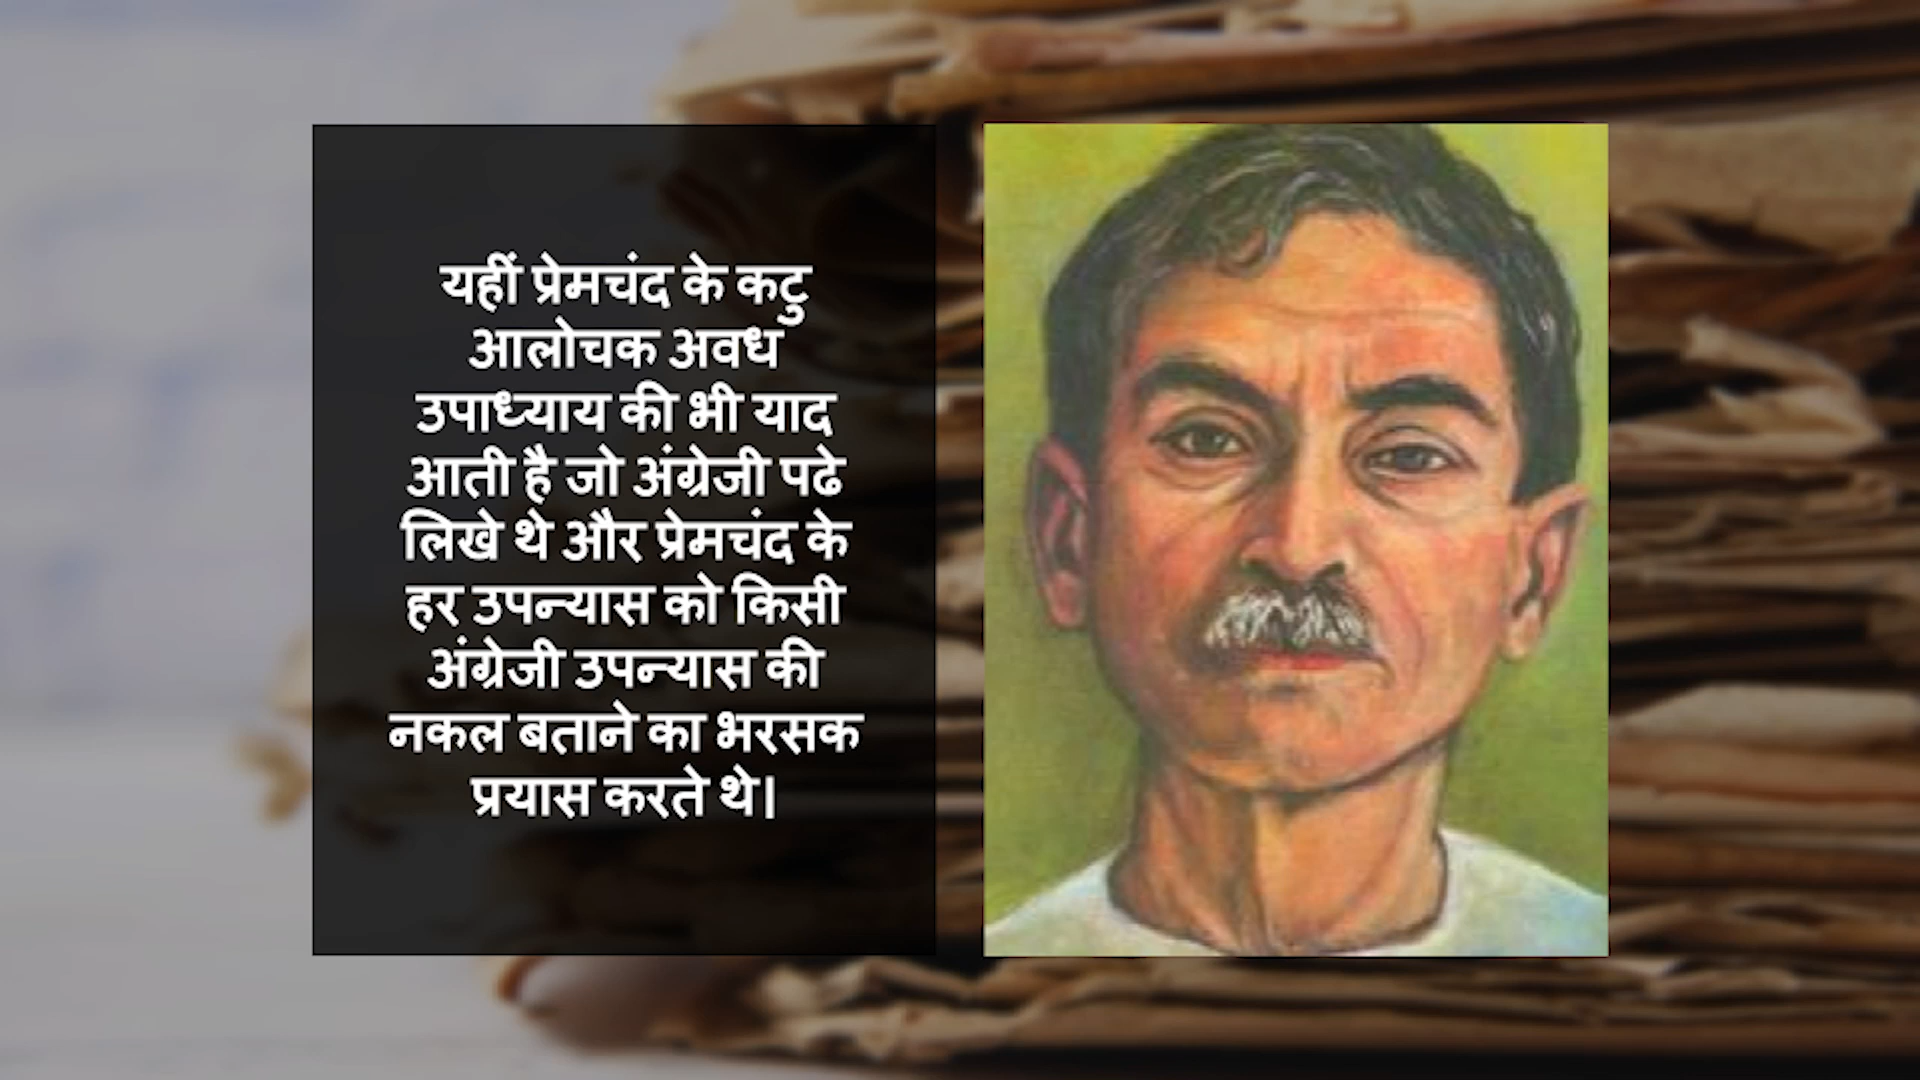 यहीं प्रेमचंद के कटु
आलोचक अवध
उपाध्याय की भी याद
आती है जो अंग्रेजी पढे
लिखे थे और प्रेमचंद के
हर उपन्यास को किसी
अंग्रेजी उपन्यास की
नकल बताने का भरसक
प्रयास करते थे।